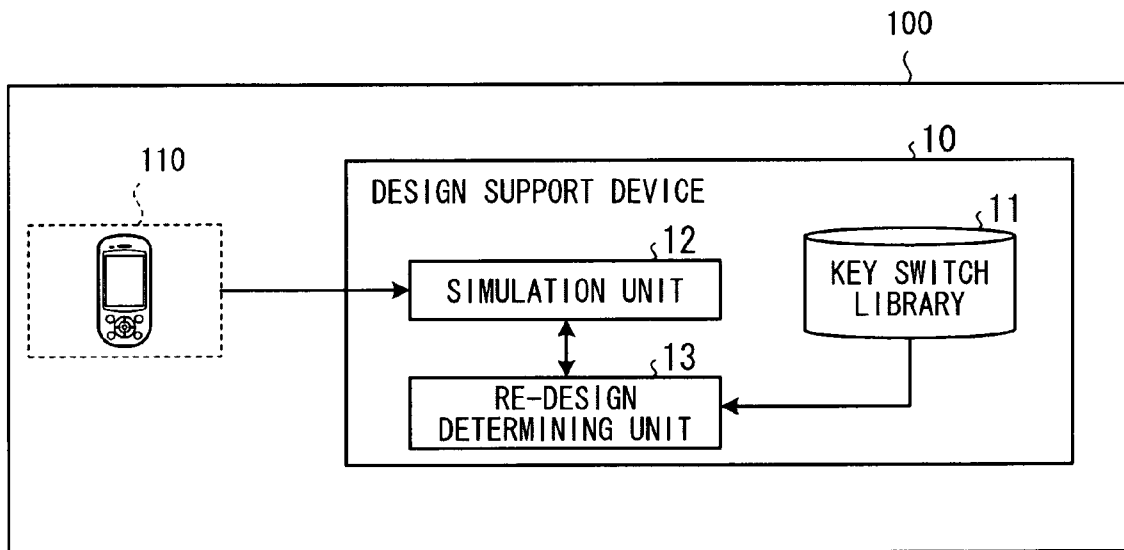 100
110
10
DESIGN SUPPORT DEVICE
11
12
KEY SWITCH
LIBRARY
SIMULATION UNIT
13
RE-DESIGN
DETERMINING UNIT